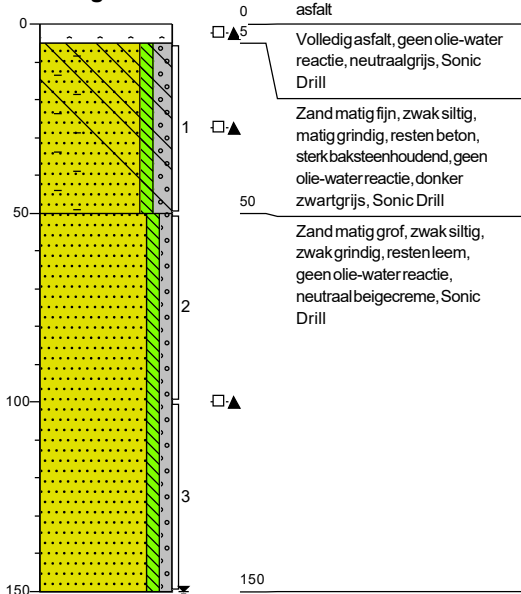 0
0
asfalt
5
Volledig asfalt, geen olie-water
reactie, neutraalgrijs, Sonic
Drill
1
Zand matig fijn, zwak siltig,
matig grindig, resten beton,
sterk baksteenhoudend, geen
olie-water reactie, donker
zwartgrijs, Sonic Drill
50
50
Zand matig grof, zwak siltig,
zwak grindig, resten leem,
geen olie-water reactie,
neutraal beigecreme, Sonic
Drill
2
100
3
150
150